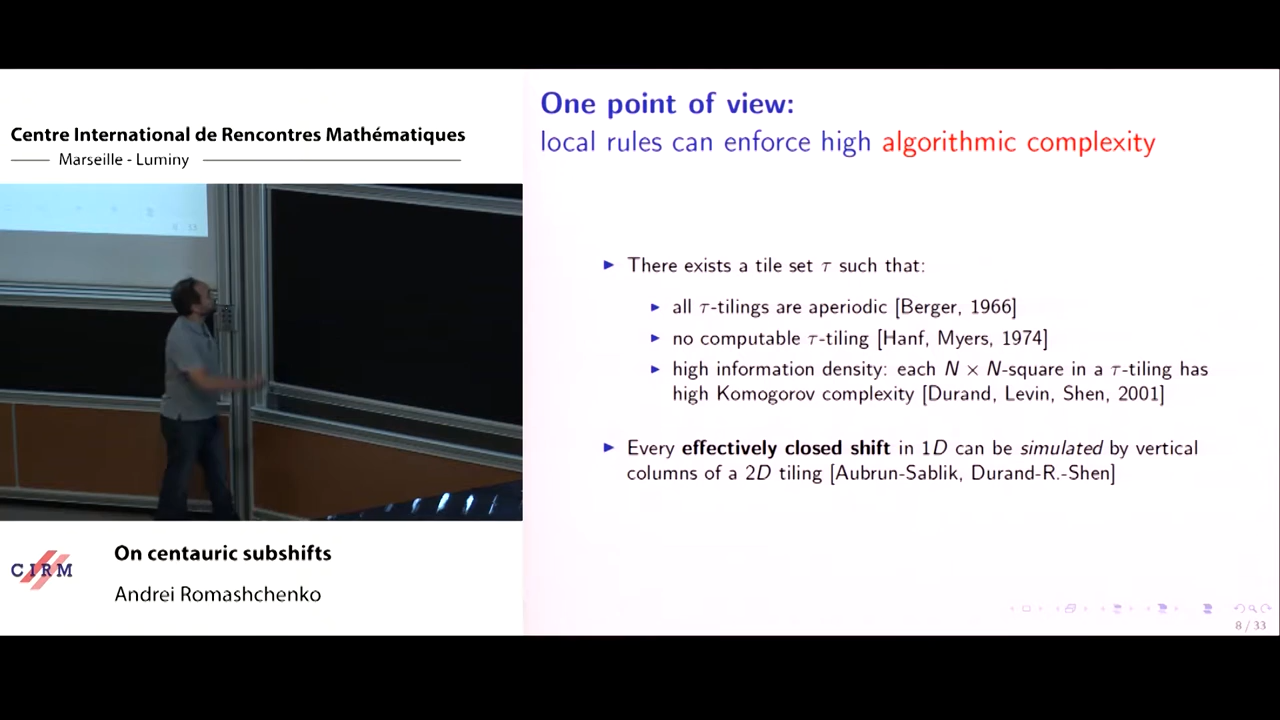 Centre International de Rencontres Mathématiques
Marseille - Luminy
One point of view:
local rules can enforce high algorithmic complexity
► There exists a tile set τ such that:
► all τ-tilings are aperiodic [Berger, 1966]
► no computable τ-tiling [Hanf, Myers, 1974]
► high information density: each N × N-square in a τ-tiling has
high Komogorov complexity [Durand, Levin, Shen, 2001]
► Every effectively closed shift in 1D can be simulated by vertical
columns of a 2D tiling [Aubrun-Sablik, Durand-R.-Shen]
8 / 33
CIRM
On centauric subshifts
Andrei Romashchenko